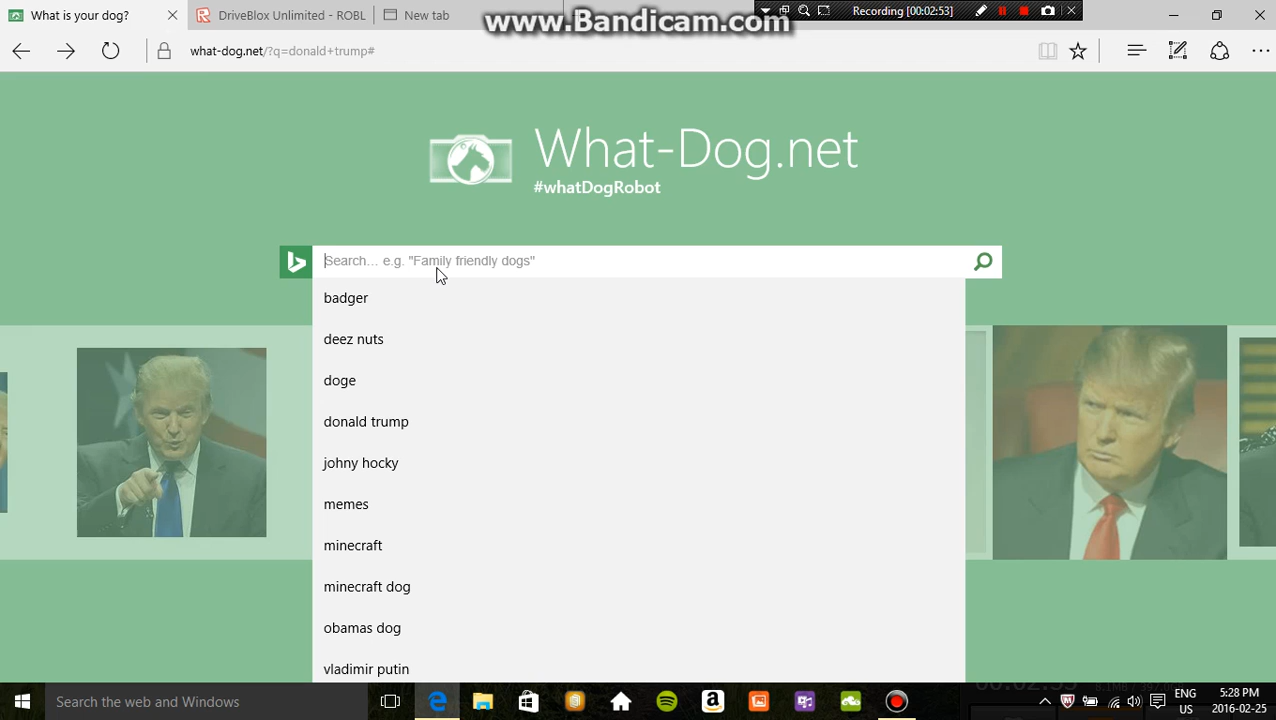 www.Bandicam.com
Recording [00:02:53]
What is your dog?
DriveBlox Unlimited - ROBL
New tab
what-dog.net/?q=donald+trump#
What-Dog.net
#whatDogRobot
Search... e.g. "Family friendly dogs"
badger
deez nuts
doge
donald trump
johny hocky
memes
minecraft
minecraft dog
obamas dog
vladimir putin
Search the web and Windows
ENG
US
5:28 PM
2016-02-25